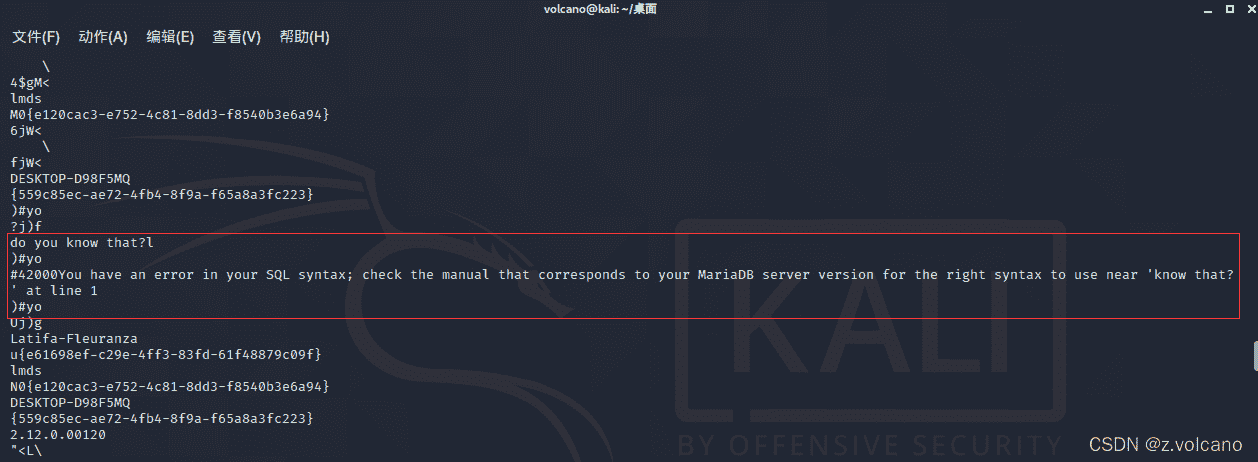 volcano@kali: ~/桌面
文件(F) 动作(A) 编辑(E) 查看(V) 帮助(H)
\
4$gM<
lmds
M0{e120cac3-e752-4c81-8dd3-f8540b3e6a94}
6jW<
\
fjW<
DESKTOP-D98F5MQ
{559c85ec-ae72-4fb4-8f9a-f65a8a3fc223}
)#yo
?j)f
do you know that?l
)#yo
#42000You have an error in your SQL syntax; check the manual that corresponds to your MariaDB server version for the right syntax to use near 'know that?
' at line 1
)#yo
Uj)g
Latifa-Fleuranza
u{e61698ef-c29e-4ff3-83fd-61f48879c09f}
lmds
N0{e120cac3-e752-4c81-8dd3-f8540b3e6a94}
DESKTOP-D98F5MQ
{559c85ec-ae72-4fb4-8f9a-f65a8a3fc223}
2.12.0.00120
"<L\
KALI
BY OFFENSIVE SECURITY
CSDN @z.volcano